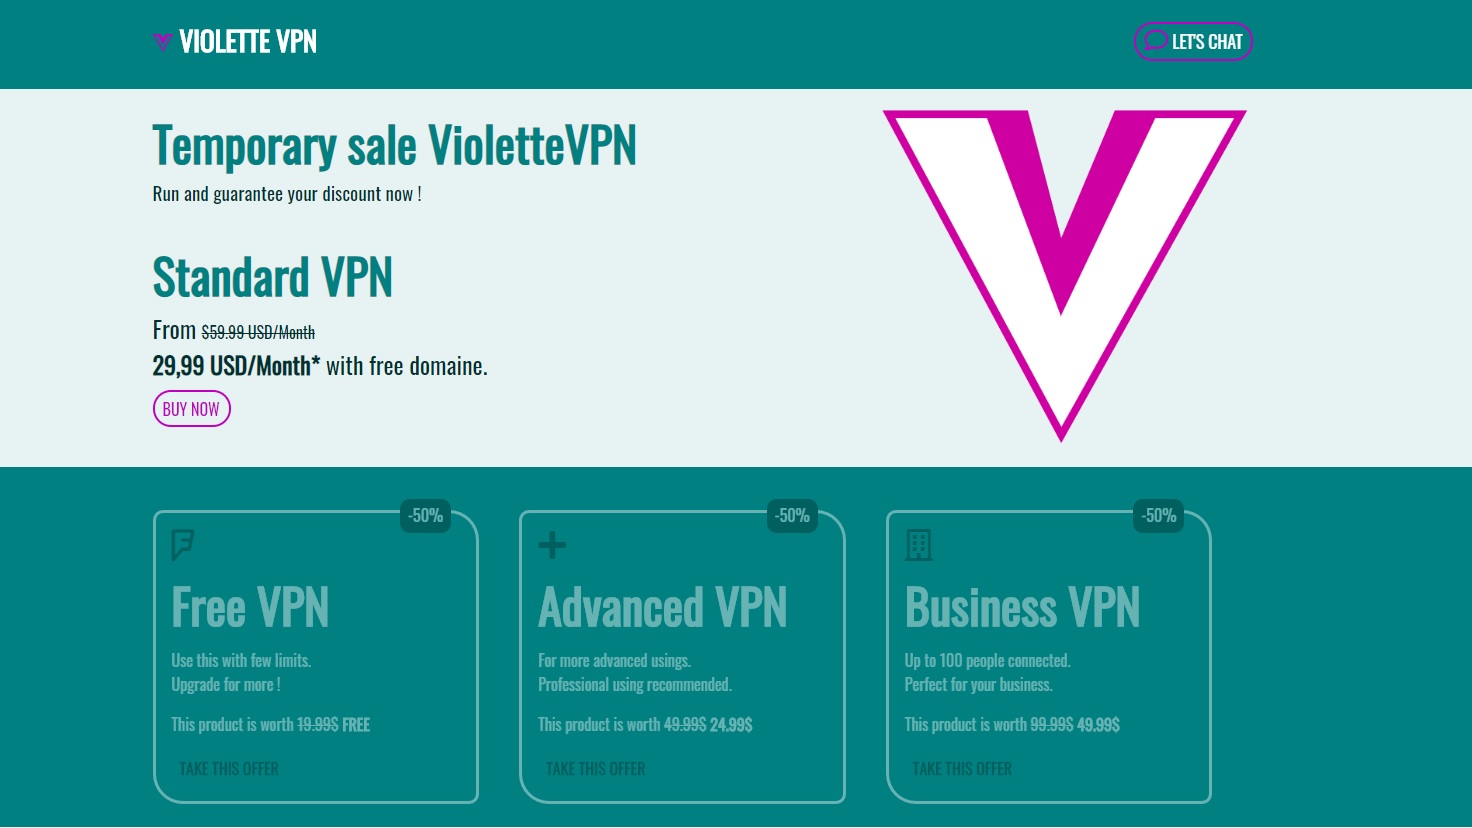 VIOLETTE VPN
LET'S CHAT
Temporary sale VioletteVPN
Run and guarantee your discount now !
Standard VPN
From $59.99 USD/Month
29,99 USD/Month* with free domaine.
BUY NOW
-50%
Free VPN
Use this with few limits.
Upgrade for more !
This product is worth 19.99$ FREE
TAKE THIS OFFER
-50%
Advanced VPN
For more advanced usings.
Professional using recommended.
This product is worth 49.99$ 24.99$
TAKE THIS OFFER
-50%
Business VPN
Up to 100 people connected.
Perfect for your business.
This product is worth 99.99$ 49.99$
TAKE THIS OFFER